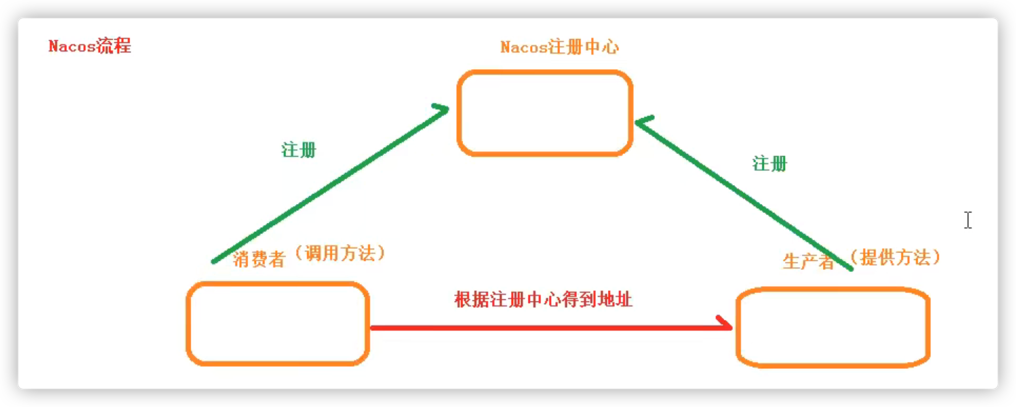 Nacos流程
Nacos注册中心
注册
注册
消费者（调用方法）
生产者（提供方法）
根据注册中心得到地址